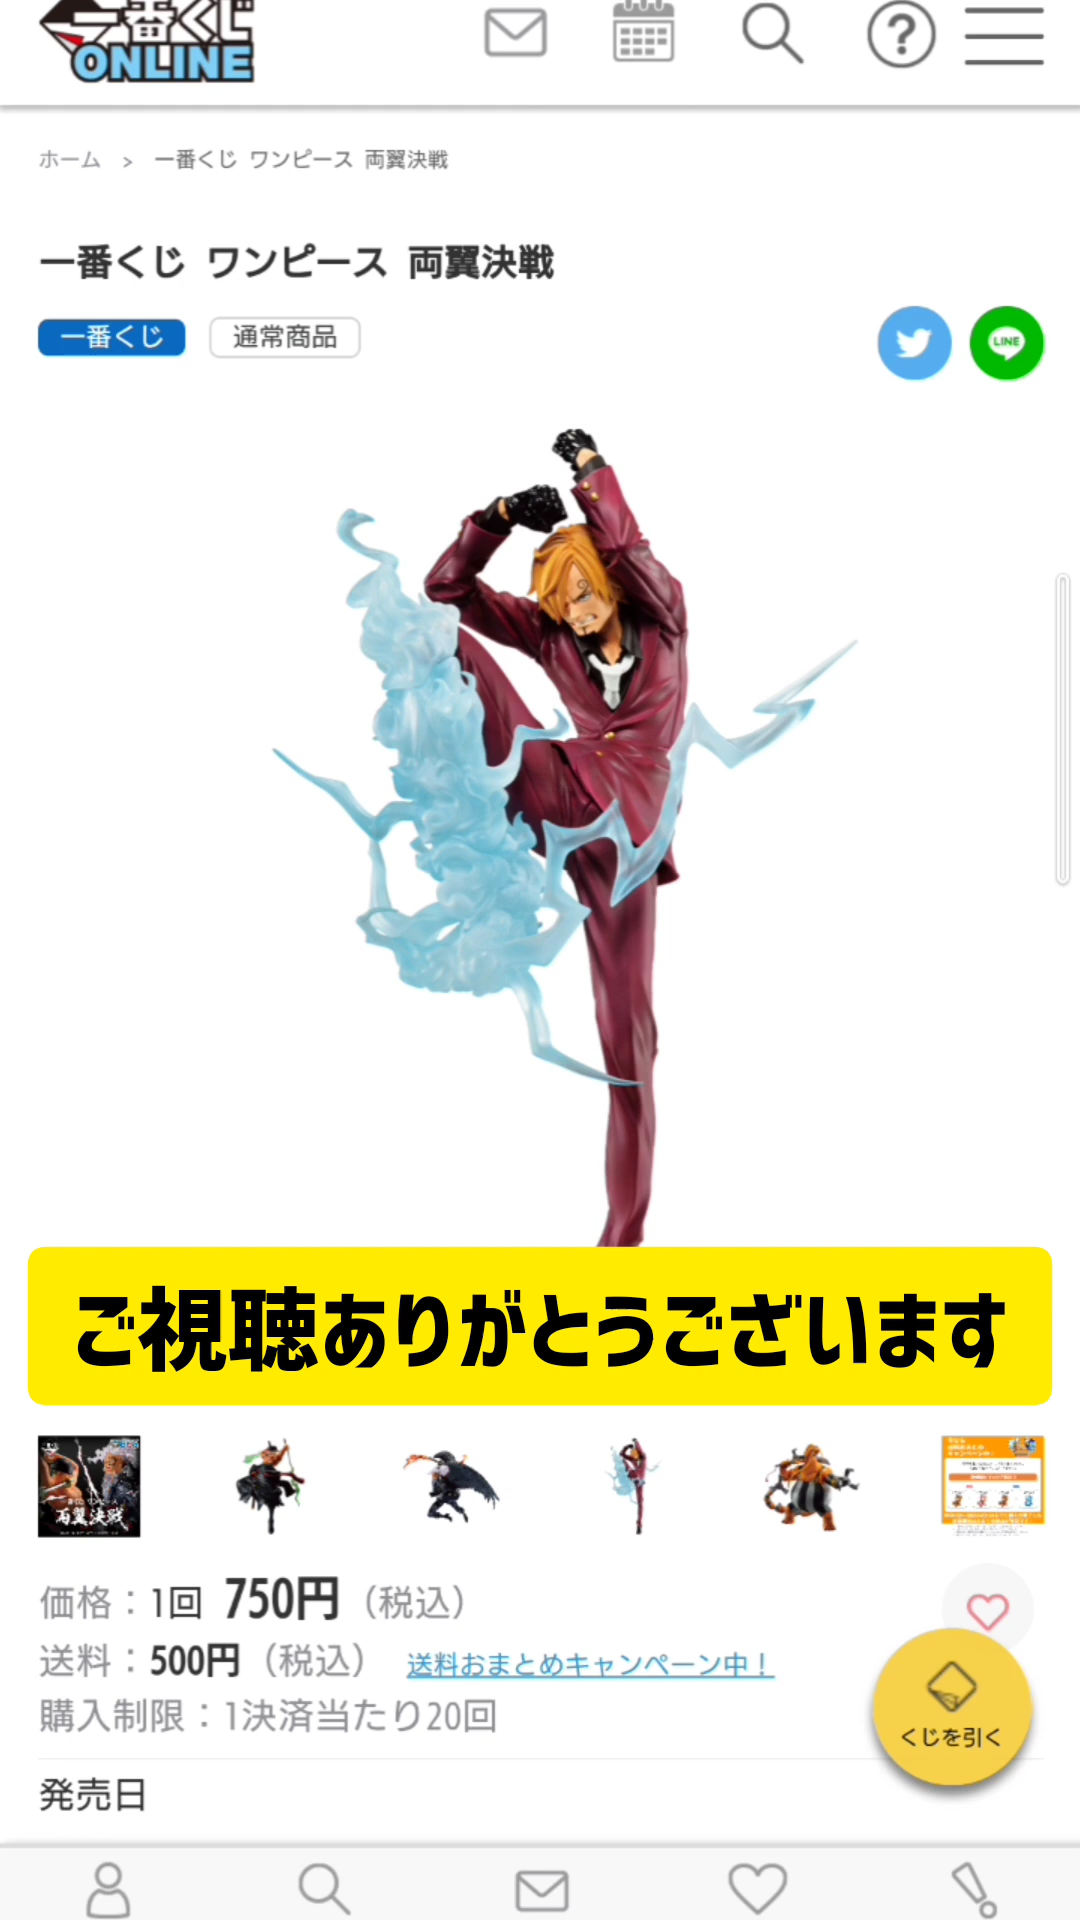 一番くじ
ONLINE
ホーム > 一番くじ ワンピース 両翼決戦
一番くじ ワンピース 両翼決戦
一番くじ
通常商品
LINE
ご視聴ありがとうございます
両翼決戦
価格：1回 750円（税込）
送料：500円（税込） 送料おまとめキャンペーン中！
購入制限：1決済当たり20回
くじを引く
発売日